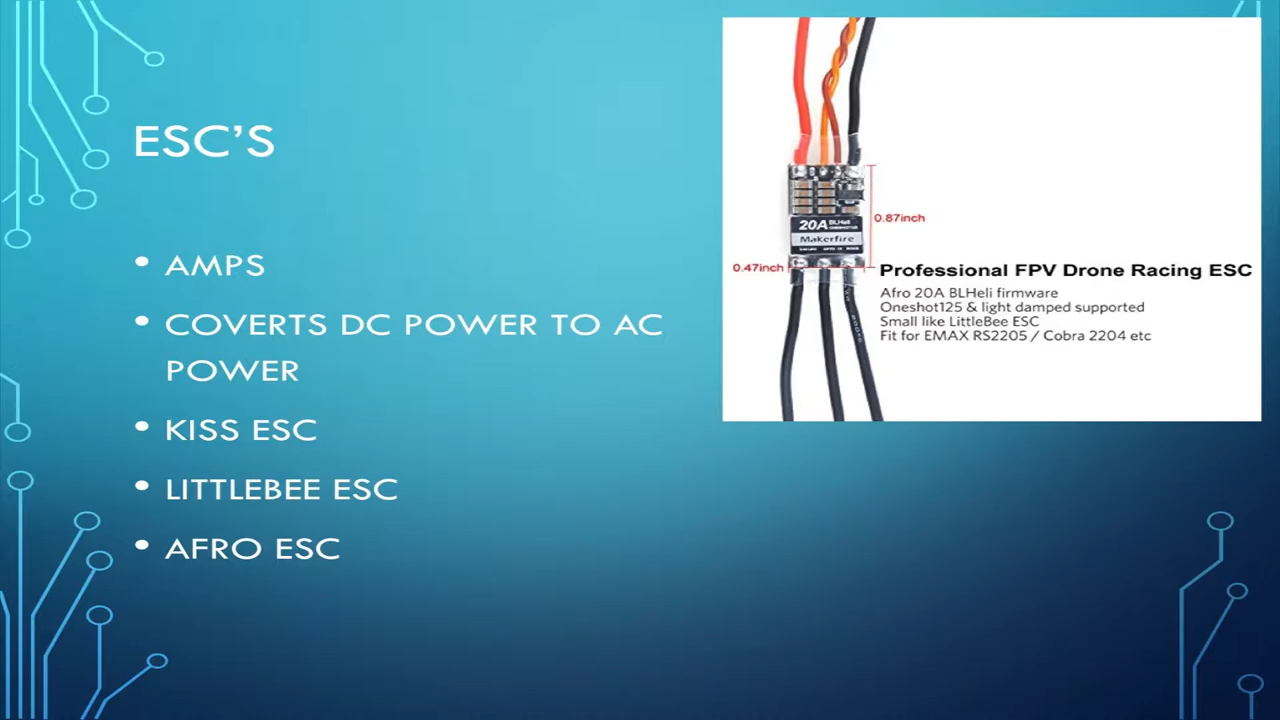 ESC'S
• AMPS
• COVERTS DC POWER TO AC
POWER
• KISS ESC
• LITTLEBEE ESC
• AFRO ESC
0.87inch
20A BLHeli
Makerfire
0.47inch
Professional FPV Drone Racing ESC
Afro 20A BLHeli firmware
Oneshot125 & light damped supported
Small like LittleBee ESC
Fit for EMAX RS2205 / Cobra 2204 etc